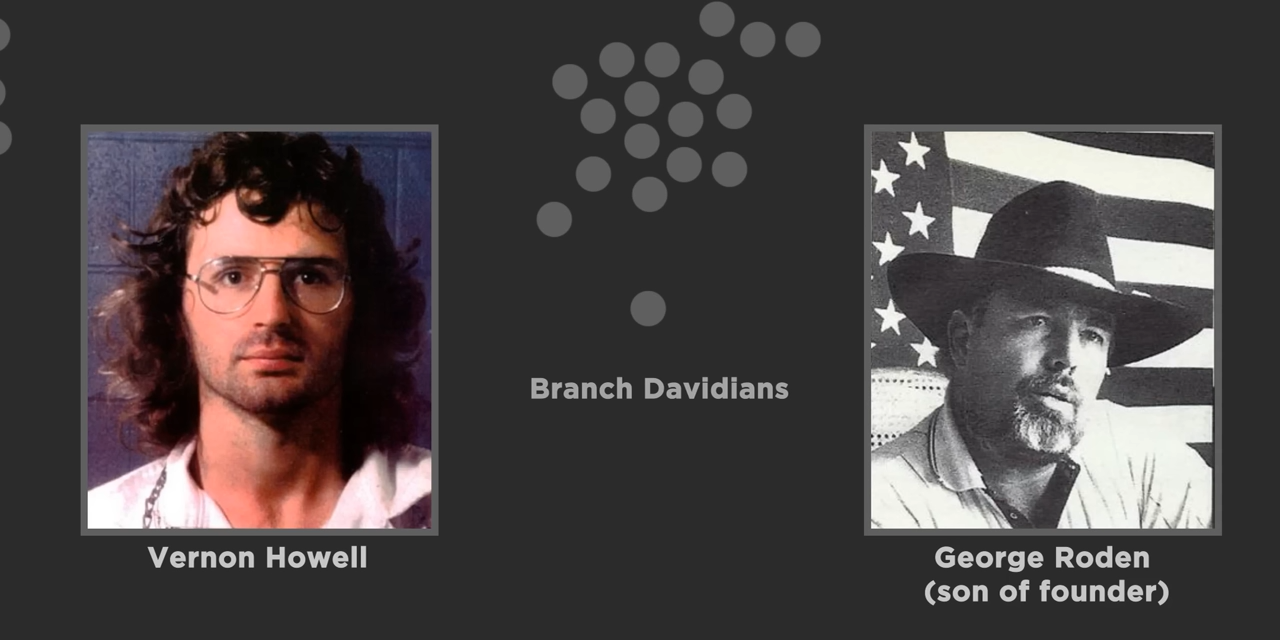 Branch Davidians
Vernon Howell
George Roden
(son of founder)